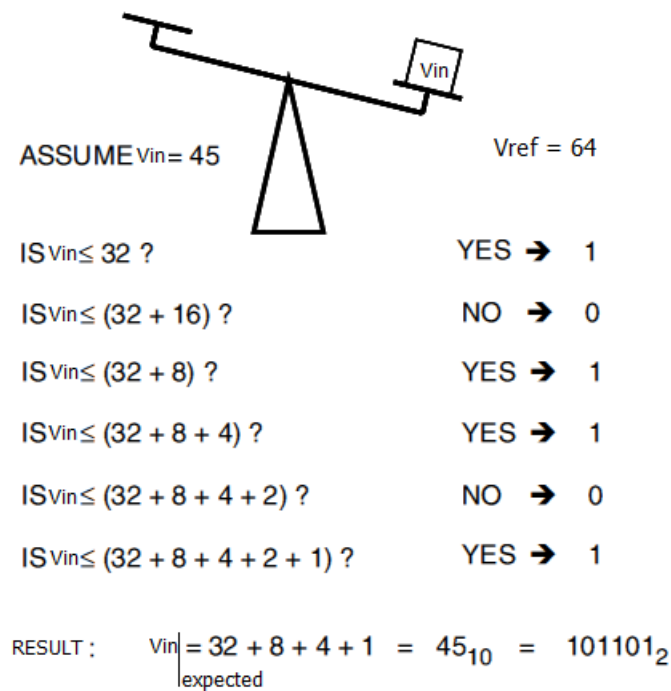 Vin
ASSUME Vin = 45
Vref = 64
IS Vin ≤ 32 ? YES ➔ 1
IS Vin ≤ (32 + 16) ? NO ➔ 0
IS Vin ≤ (32 + 8) ? YES ➔ 1
IS Vin ≤ (32 + 8 + 4) ? YES ➔ 1
IS Vin ≤ (32 + 8 + 4 + 2) ? NO ➔ 0
IS Vin ≤ (32 + 8 + 4 + 2 + 1) ? YES ➔ 1
RESULT : Vin|expected = 32 + 8 + 4 + 1 = 45₁₀ = 101101₂